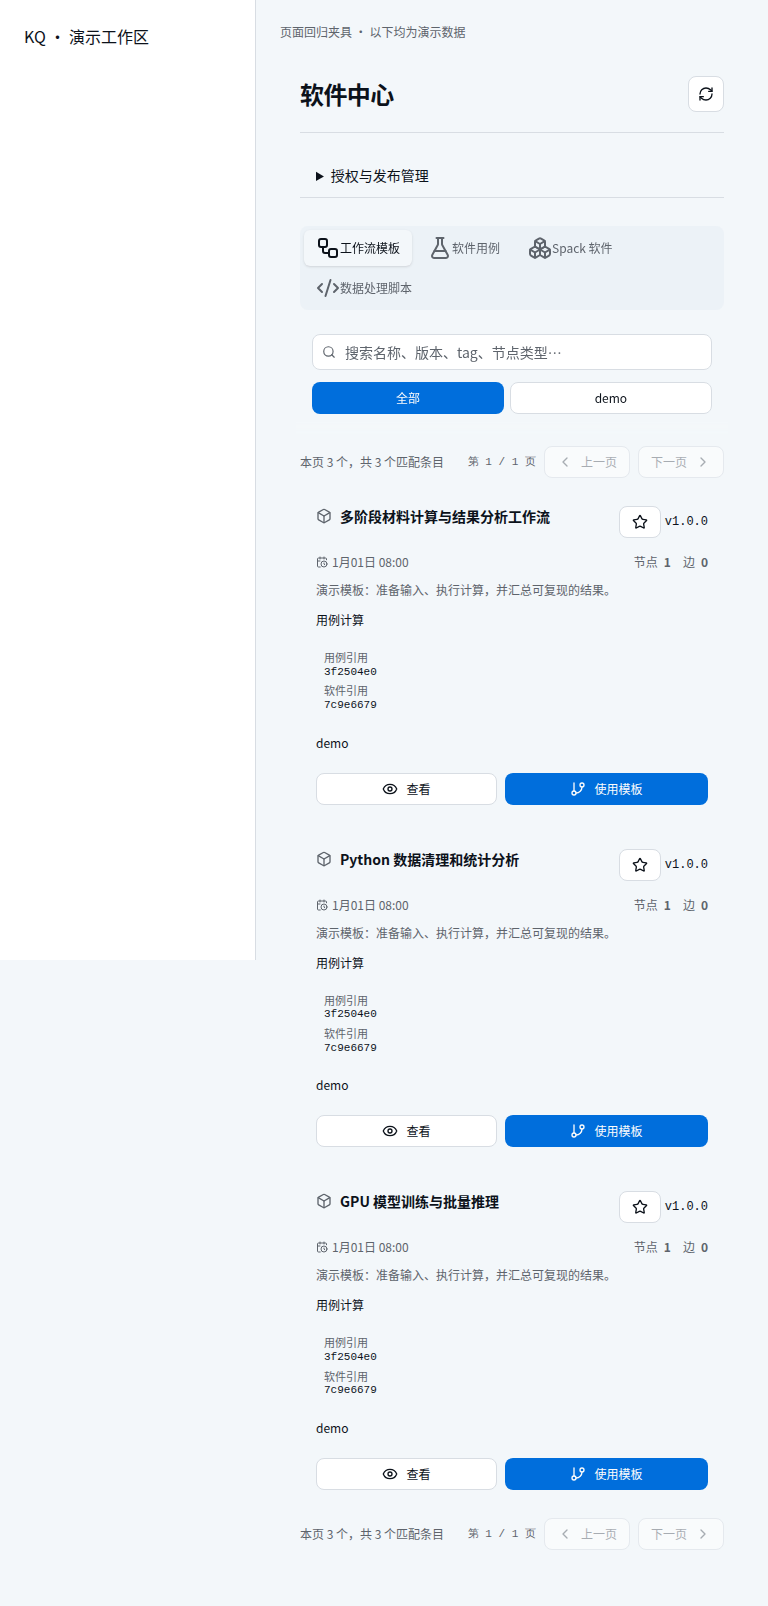 KQ · 演示工作区
页面回归夹具 · 以下均为演示数据
软件中心
授权与发布管理
工作流模板
软件用例
Spack 软件
数据处理脚本
搜索名称、版本、tag、节点类型…
全部
demo
本页 3 个，共 3 个匹配条目
第 1 / 1 页
上一页
下一页
多阶段材料计算与结果分析工作流
v1.0.0
1月01日 08:00
节点 1 边 0
演示模板：准备输入、执行计算，并汇总可复现的结果。
用例计算
用例引用
3f2504e0
软件引用
7c9e6679
demo
查看
使用模板
Python 数据清理和统计分析
v1.0.0
1月01日 08:00
节点 1 边 0
演示模板：准备输入、执行计算，并汇总可复现的结果。
用例计算
用例引用
3f2504e0
软件引用
7c9e6679
demo
查看
使用模板
GPU 模型训练与批量推理
v1.0.0
1月01日 08:00
节点 1 边 0
演示模板：准备输入、执行计算，并汇总可复现的结果。
用例计算
用例引用
3f2504e0
软件引用
7c9e6679
demo
查看
使用模板
本页 3 个，共 3 个匹配条目
第 1 / 1 页
上一页
下一页